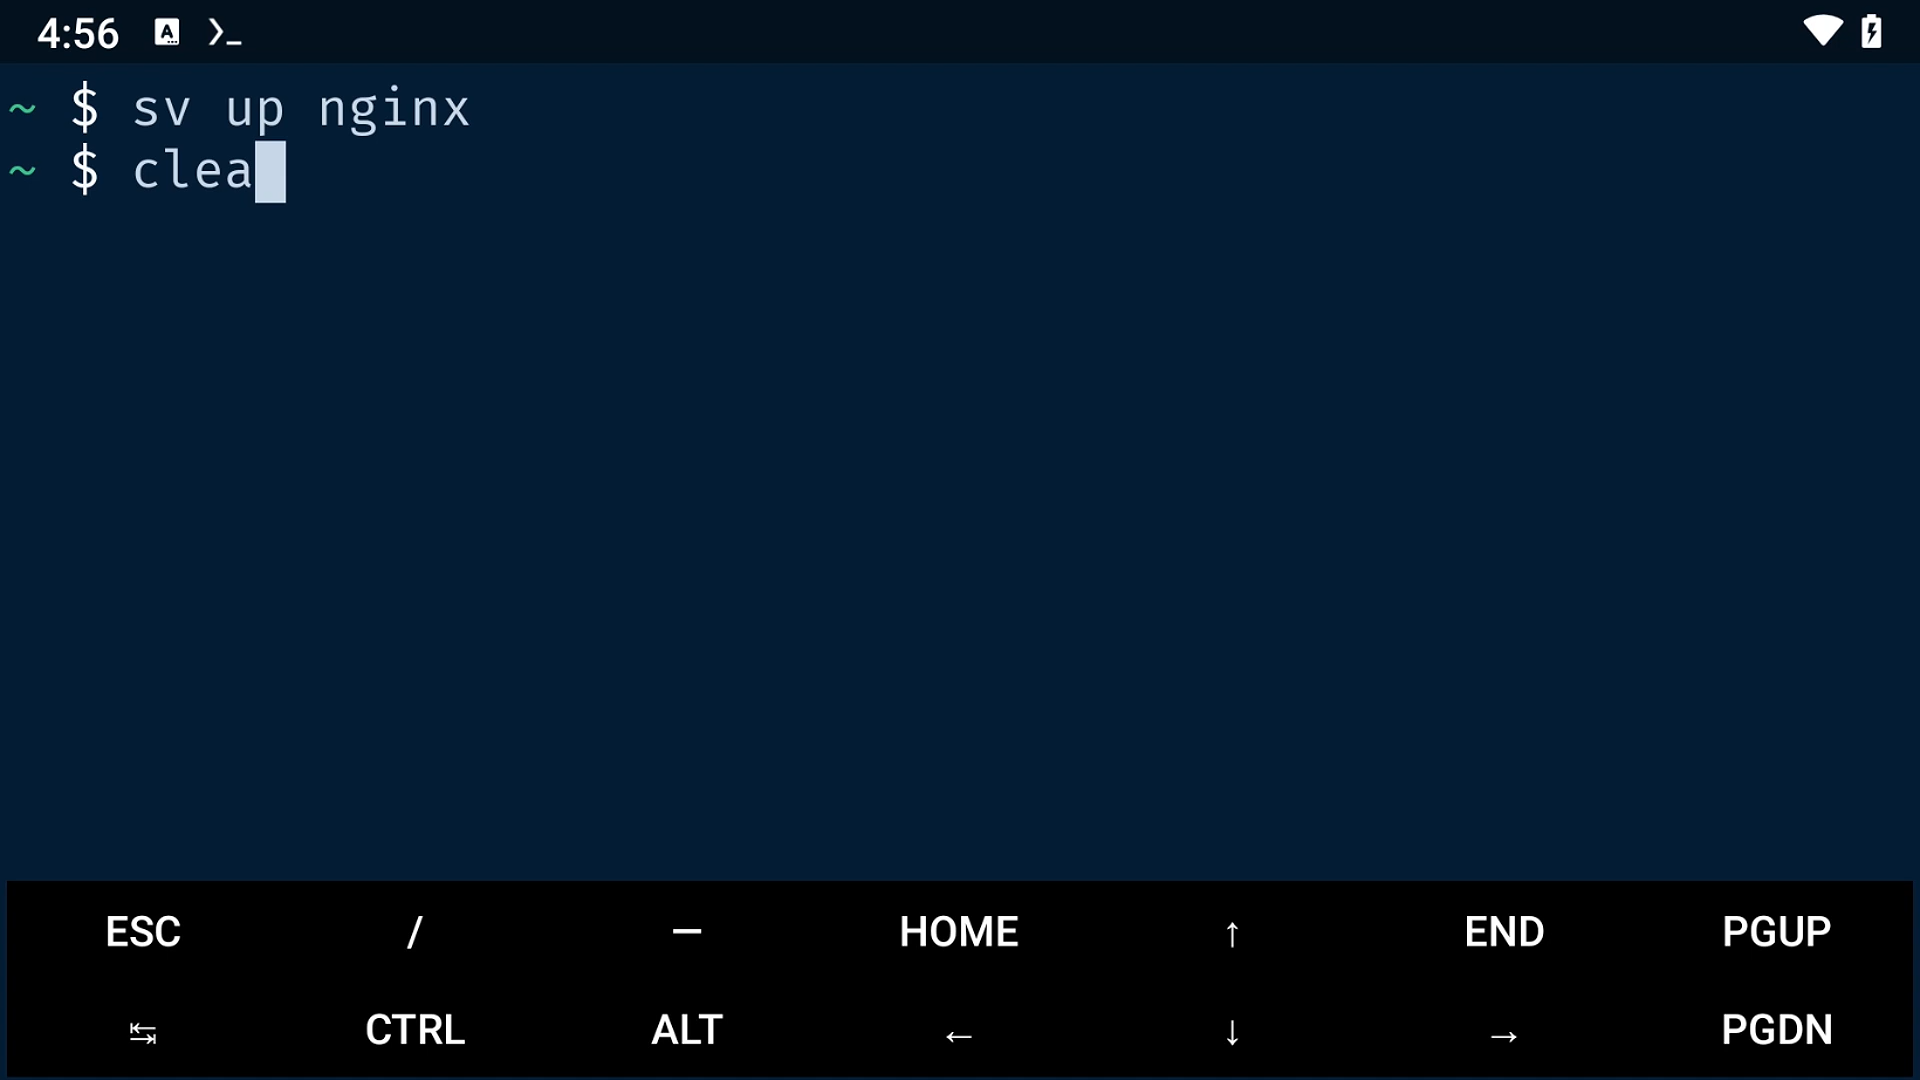 4:56
~ $ sv up nginx
~ $ clea
ESC / — HOME ↑ END PGUP
↹ CTRL ALT ← ↓ → PGDN